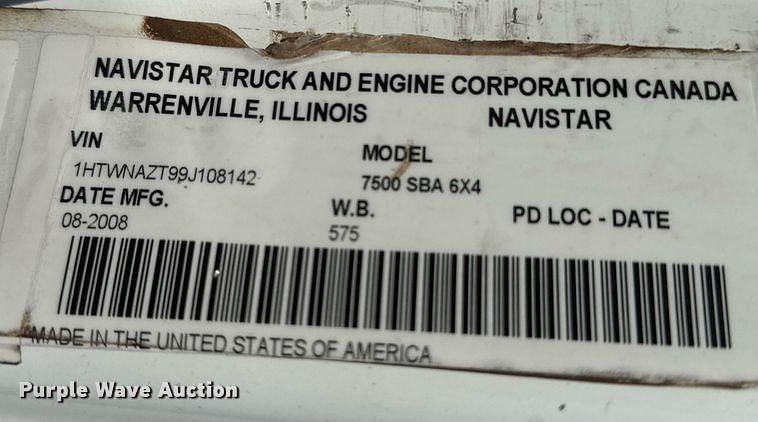 NAVISTAR TRUCK AND ENGINE CORPORATION CANADA
WARRENVILLE, ILLINOIS NAVISTAR
VIN
1HTWNAZT99J108142
MODEL
7500 SBA 6X4
DATE MFG.
08-2008
W.B.
575
PD LOC - DATE
MADE IN THE UNITED STATES OF AMERICA
Purple Wave Auction